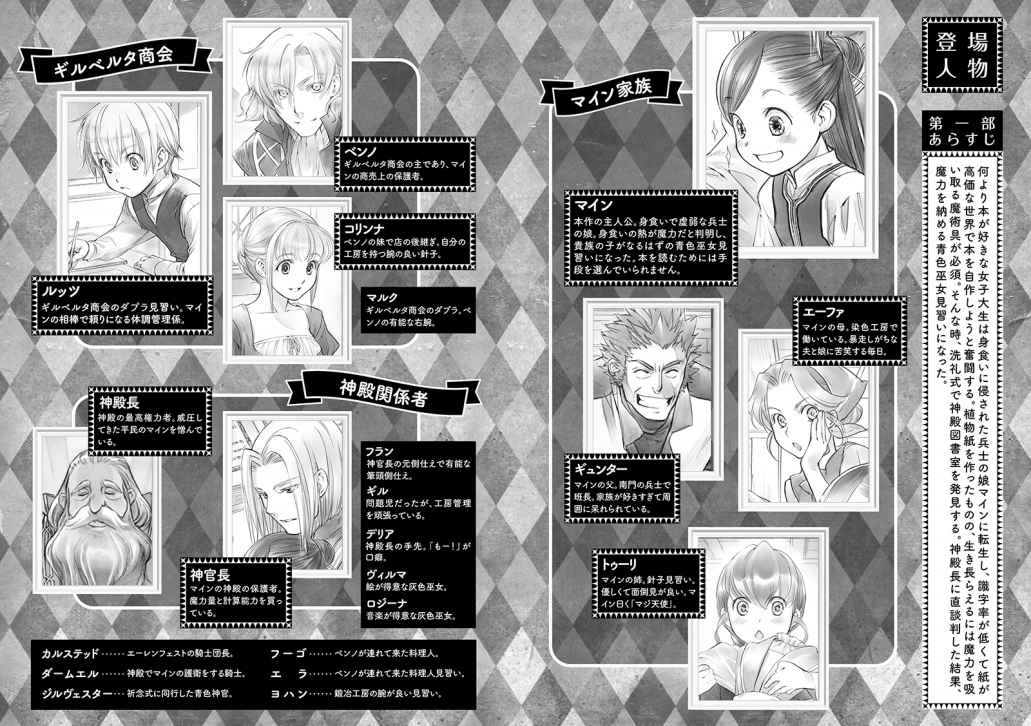 登場
人物
第一部
あらすじ
何より本が好きな女子大生は身食いに侵された兵士の娘マインに転生し、識字率が低くて紙が
高価な世界で本を自作しようと奮闘する。植物紙を作ったものの、生き長らえるには魔力を吸
い取る魔術具が必須。そんな時、洗礼式で神殿図書室を発見する。神殿長に直談判した結果、
魔力を納める青色巫女見習いになった。
マイン家族
マイン
本作の主人公。身食いで虚弱な兵士
の娘。身食いの熱が魔力だと判明し、
貴族の子がなるはずの青色巫女見
習いになった。本を読むためには手
段を選んでいられません。
エーファ
マインの母。染色工房で
働いている。暴走しがちな
夫と娘に苦笑する毎日。
ギュンター
マインの父。南門の兵士で
班長。家族が好きすぎて周
囲に呆れられている。
トゥーリ
マインの姉。針子見習い。
優しくて面倒見が良い。マ
イン曰く「マジ天使」。
ギルベルタ商会
ベンノ
ギルベルタ商会の主であり、マイ
ンの商売上の保護者。
コリンナ
ベンノの妹で店の後継ぎ。自分の
工房を持つ腕の良い針子。
ルッツ
ギルベルタ商会のダプラ見習い。マイ
ンの相棒で頼りになる体調管理係。
マルク
ギルベルタ商会のダプラ。ベ
ンノの有能な右腕。
神殿関係者
神殿長
神殿の最高権力者。威圧し
てきた平民のマインを憎んで
いる。
神官長
マインの神殿の保護者。
魔力量と計算能力を買っ
ている。
フラン
神官長の元側仕えで有能な
筆頭側仕え。
ギル
問題児だったが、工房管理
を頑張っている。
デリア
神殿長の手先。「もー！」が
口癖。
ヴィルマ
絵が得意な灰色巫女。
ロジーナ
音楽が得意な灰色巫女。
カルステッド……エーレンフェストの騎士団長。
ダームエル……神殿でマインの護衛をする騎士。
ジルヴェスター…祈念式に同行した青色神官。
フーゴ……ベンノが連れて来た料理人。
エラ……ベンノが連れて来た料理人見習い。
ヨハン……鍛冶工房の腕が良い見習い。